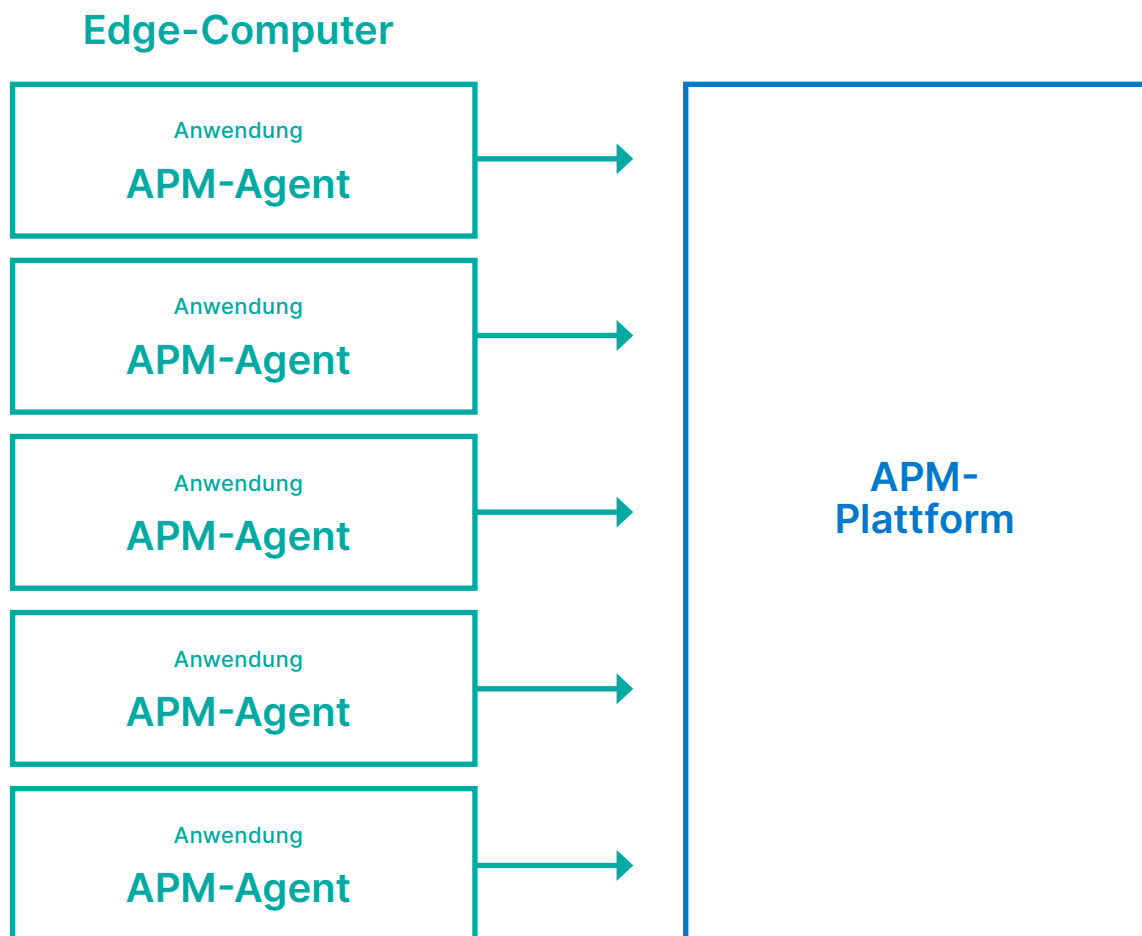 Edge-Computer
Anwendung
APM-Agent
Anwendung
APM-Agent
Anwendung
APM-Agent
Anwendung
APM-Agent
Anwendung
APM-Agent
APM-
Plattform